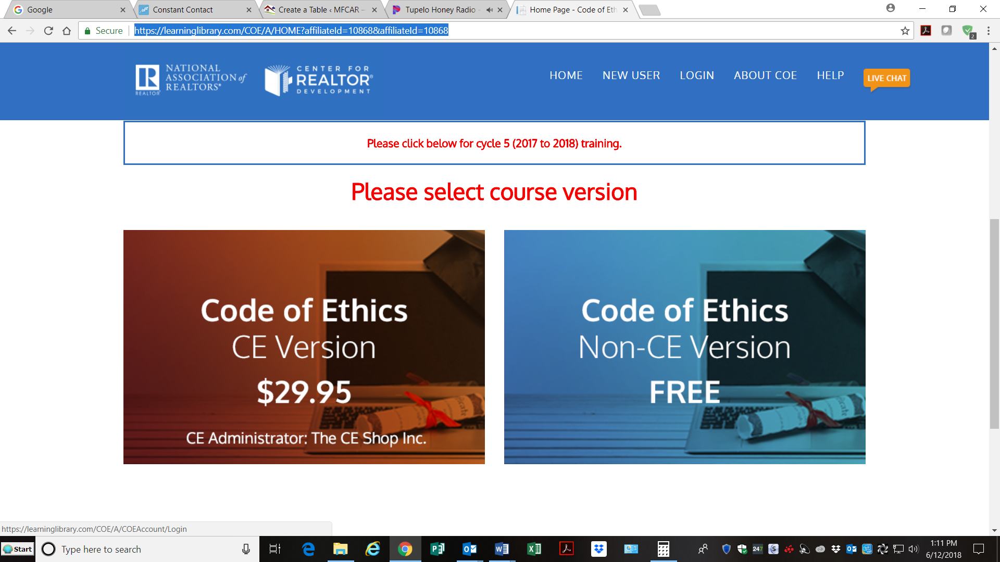 Google
Constant Contact
Create a Table ‹ MFCAR –
Tupelo Honey Radio -
Home Page - Code of Eth
Secure
https://learninglibrary.com/COE/A/HOME?affiliateId=10868&affiliateId=10868
2
REALTOR®
NATIONAL
ASSOCIATION of
REALTORS®
CENTER FOR
REALTOR®
DEVELOPMENT
HOME
NEW USER
LOGIN
ABOUT COE
HELP
LIVE CHAT
Please click below for cycle 5 (2017 to 2018) training.
Please select course version
Code of Ethics
CE Version
$29.95
CE Administrator: The CE Shop Inc.
Code of Ethics
Non-CE Version
FREE
https://learninglibrary.com/COE/A/COEAccount/Login
Start
Type here to search
247
1:11 PM
6/12/2018